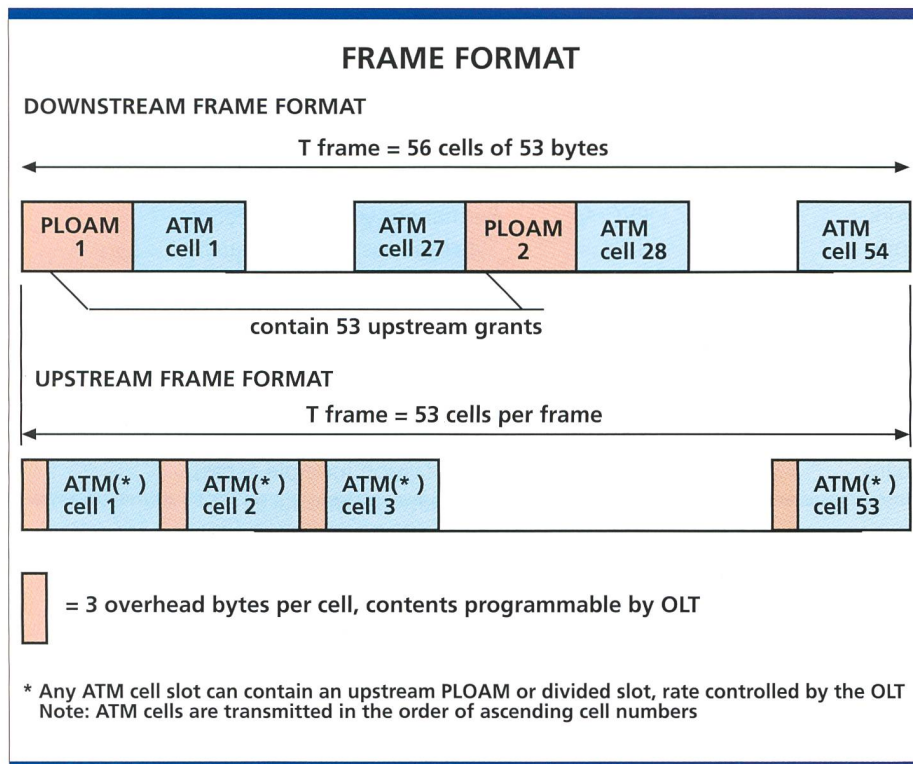 FRAME FORMAT
DOWNSTREAM FRAME FORMAT
T frame = 56 cells of 53 bytes
PLOAM 1
ATM cell 1
ATM cell 27
PLOAM 2
ATM cell 28
ATM cell 54
contain 53 upstream grants
UPSTREAM FRAME FORMAT
T frame = 53 cells per frame
ATM(* ) cell 1
ATM(* ) cell 2
ATM(* ) cell 3
ATM(* ) cell 53
= 3 overhead bytes per cell, contents programmable by OLT
* Any ATM cell slot can contain an upstream PLOAM or divided slot, rate controlled by the OLT
Note: ATM cells are transmitted in the order of ascending cell numbers